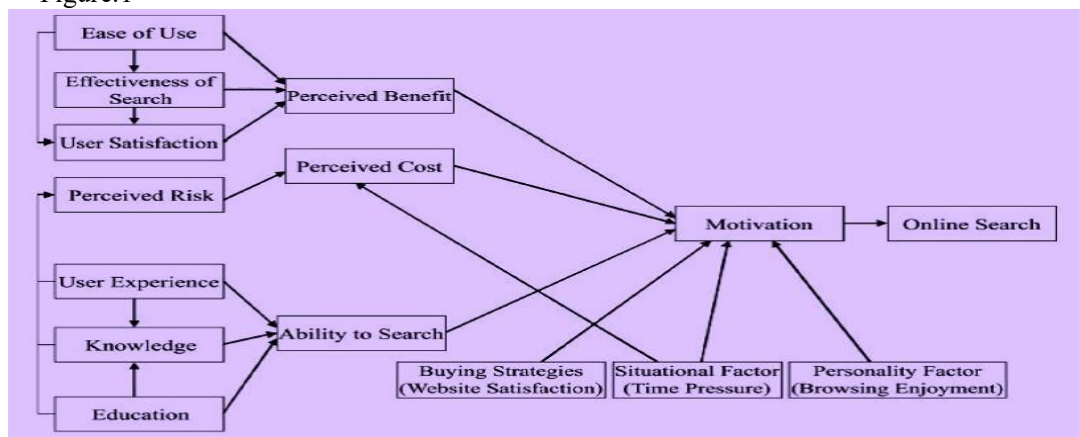 Figure.1
Ease of Use
Effectiveness of
Search
User Satisfaction
Perceived Benefit
Perceived Risk
Perceived Cost
Motivation
Online Search
User Experience
Knowledge
Education
Ability to Search
Buying Strategies
(Website Satisfaction)
Situational Factor
(Time Pressure)
Personality Factor
(Browsing Enjoyment)